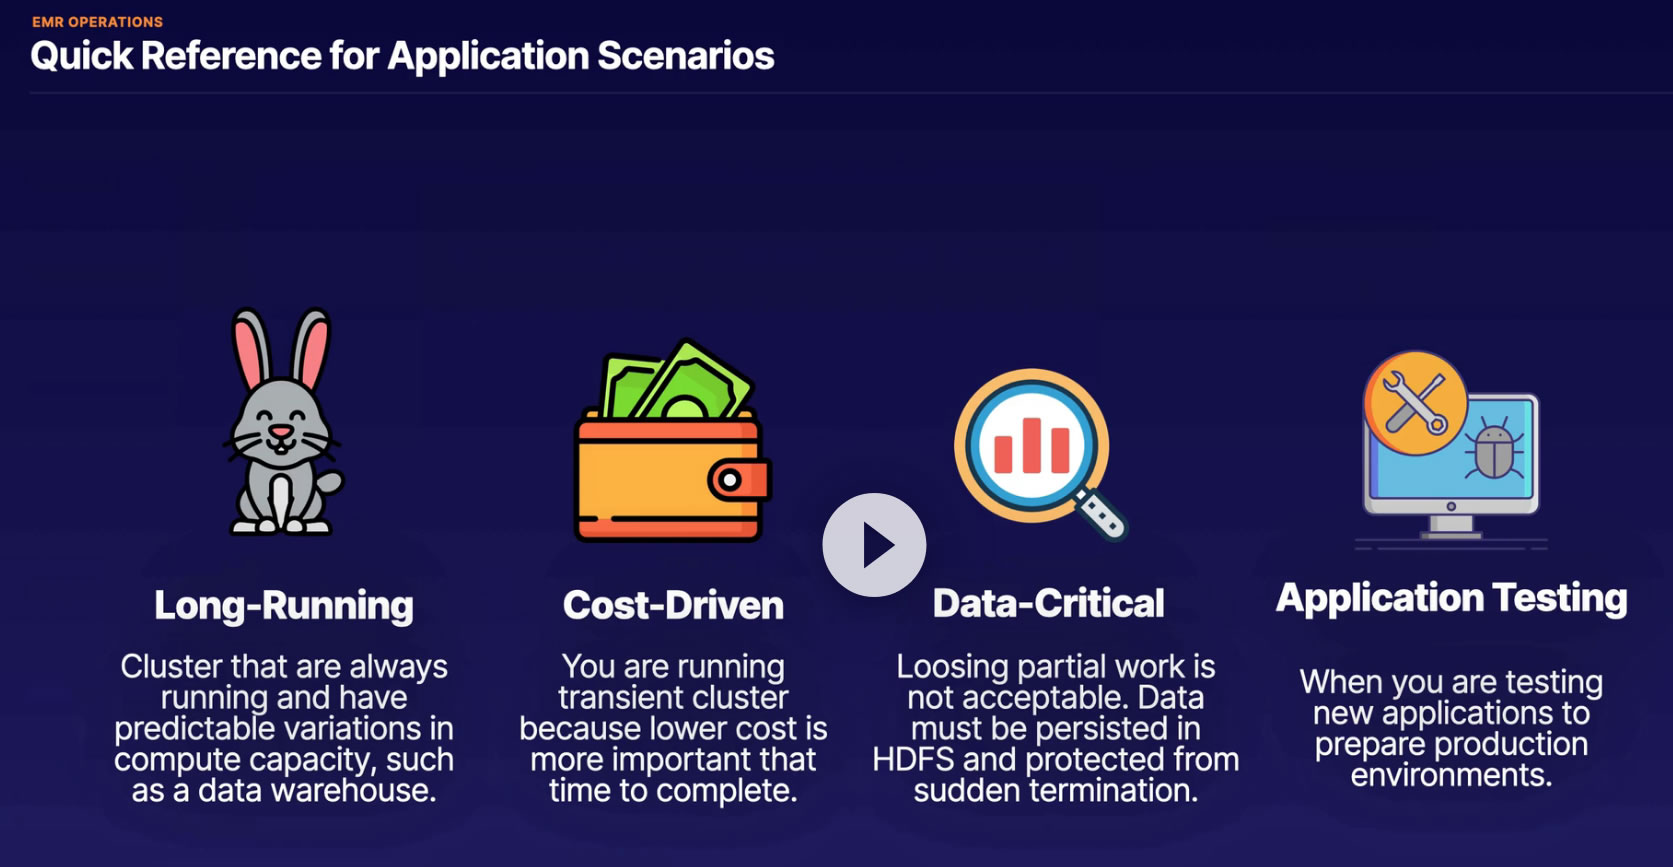 EMR OPERATIONS
Quick Reference for Application Scenarios
Long-Running
Cluster that are always
running and have
predictable variations in
compute capacity, such
as a data warehouse.
Cost-Driven
You are running
transient cluster
because lower cost is
more important that
time to complete.
Data-Critical
Loosing partial work is
not acceptable. Data
must be persisted in
HDFS and protected from
sudden termination.
Application Testing
When you are testing
new applications to
prepare production
environments.